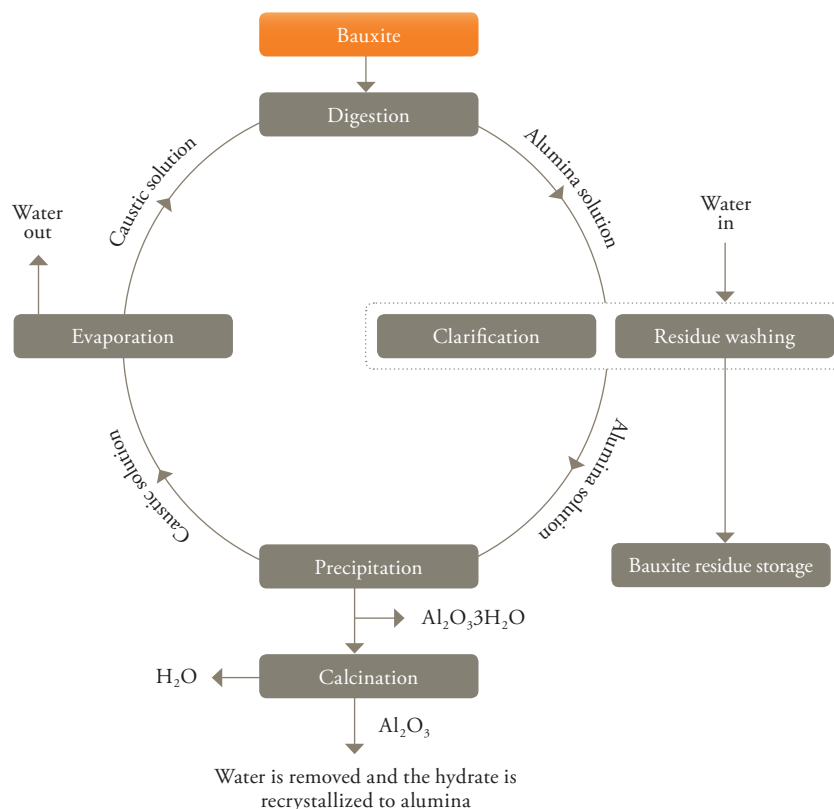 Bauxite
Digestion
Caustic solution
Alumina solution
Water
out
Water
in
Evaporation
Clarification
Residue washing
Caustic solution
Alumina solution
Precipitation
Bauxite residue storage
Al₂O₃3H₂O
H₂O
Calcination
Al₂O₃
Water is removed and the hydrate is
recrystallized to alumina